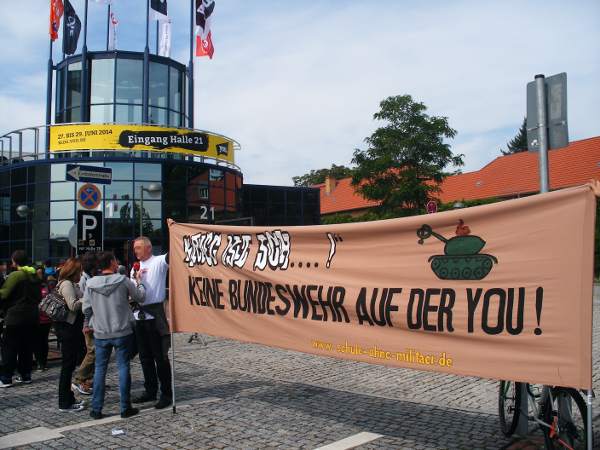 27. BIS 29. JUNI 2014
Eingang Halle 21
21
P
KEINE BUNDESWEHR AUF DER YOU!
www.schule-ohne-militaer.de